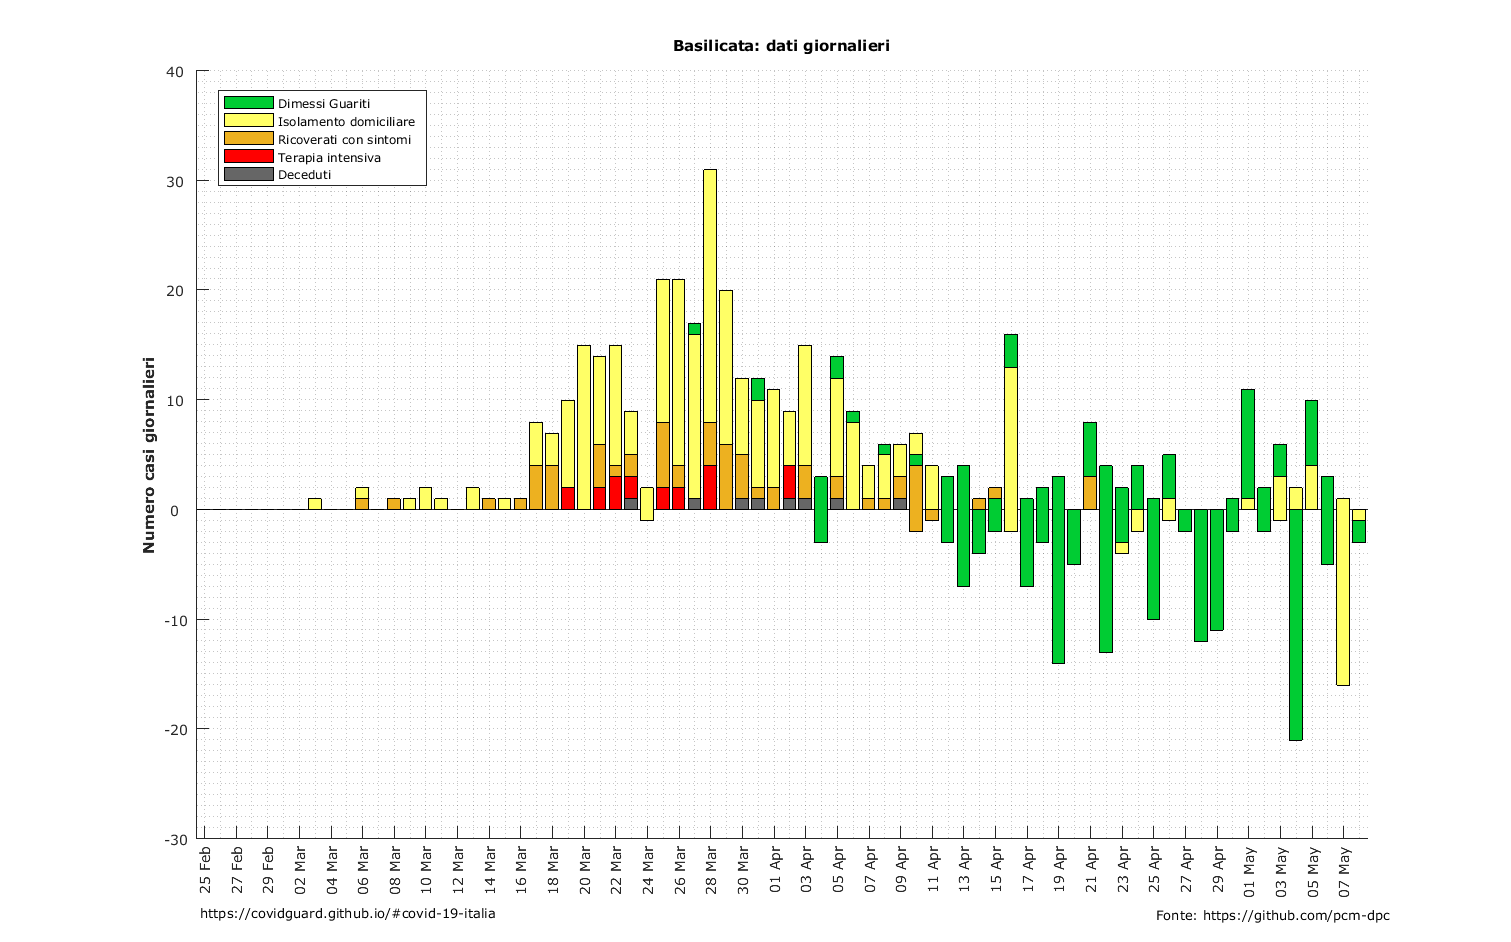 Basilicata: dati giornalieri
40
30
20
10
0
-10
-20
-30
Numero casi giornalieri
Dimessi Guariti
Isolamento domiciliare
Ricoverati con sintomi
Terapia intensiva
Deceduti
25 Feb
27 Feb
29 Feb
02 Mar
04 Mar
06 Mar
08 Mar
10 Mar
12 Mar
14 Mar
16 Mar
18 Mar
20 Mar
22 Mar
24 Mar
26 Mar
28 Mar
30 Mar
01 Apr
03 Apr
05 Apr
07 Apr
09 Apr
11 Apr
13 Apr
15 Apr
17 Apr
19 Apr
21 Apr
23 Apr
25 Apr
27 Apr
29 Apr
01 May
03 May
05 May
07 May
https://covidguard.github.io/#covid-19-italia
Fonte: https://github.com/pcm-dpc